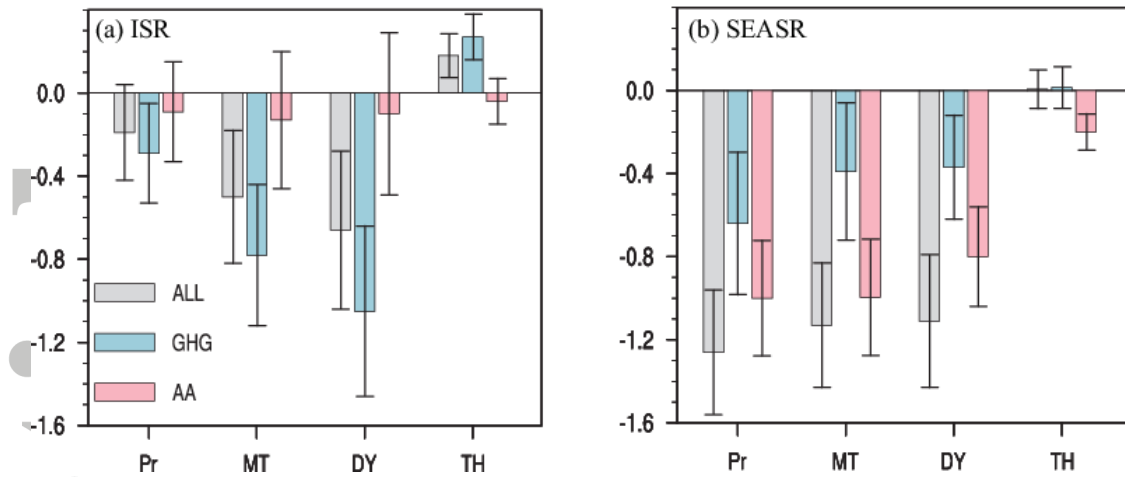 (a) ISR
0.0
-0.4
-0.8
-1.2
-1.6
ALL
GHG
AA
Pr MT DY TH
(b) SEASR
0.0
-0.4
-0.8
-1.2
-1.6
Pr MT DY TH